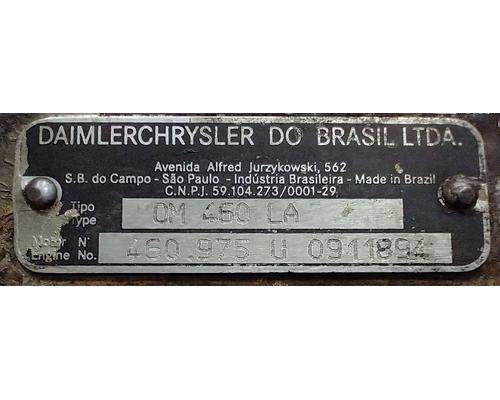 DAIMLERCHRYSLER DO BRASIL LTDA.
Avenida Alfred Jurzykowski, 562
S.B. do Campo - São Paulo - Indústria Brasileira - Made in Brazil
C.N.P.J. 59.104.273/0001-29
Tipo
Type OM 460 LA
Motor N°
Engine No. 460.975 U 0911894